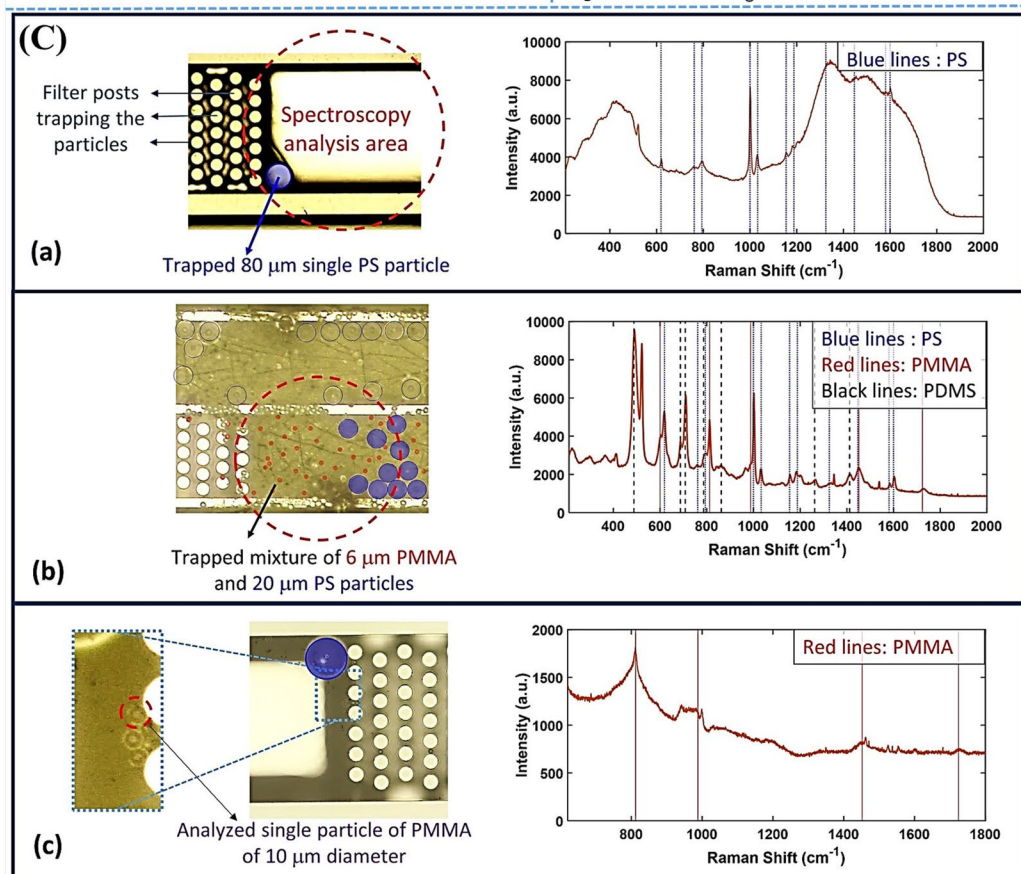 (C)
Filter posts
trapping the
particles
Spectroscopy
analysis area
Trapped 80 μm single PS particle
(a)
Blue lines : PS
Intensity (a.u.)
10000
8000
6000
4000
2000
0
400 600 800 1000 1200 1400 1600 1800 2000
Raman Shift (cm⁻¹)
Trapped mixture of 6 μm PMMA
and 20 μm PS particles
(b)
Blue lines : PS
Red lines: PMMA
Black lines: PDMS
Intensity (a.u.)
10000
8000
6000
4000
2000
0
400 600 800 1000 1200 1400 1600 1800 2000
Raman Shift (cm⁻¹)
Analyzed single particle of PMMA
of 10 μm diameter
(c)
Red lines: PMMA
Intensity (a.u.)
2000
1500
1000
500
0
800 1000 1200 1400 1600 1800
Raman Shift (cm⁻¹)